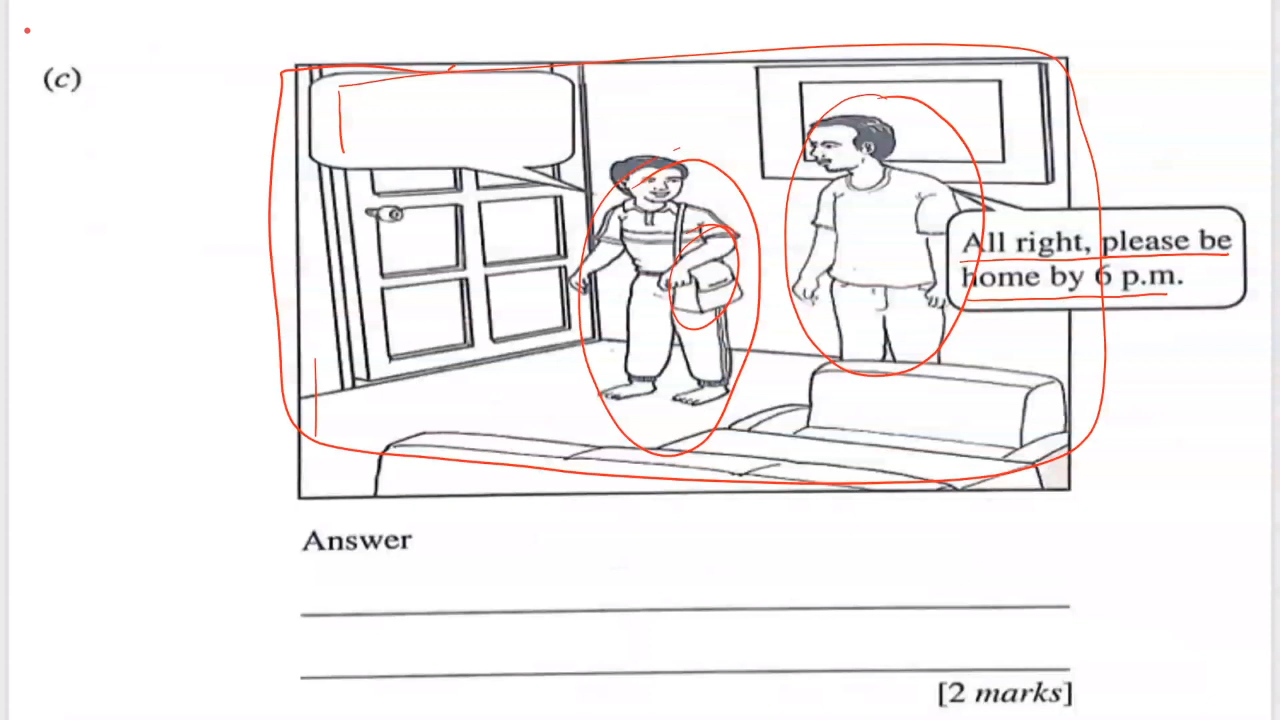 (c)
All right, please be
home by 6 p.m.
Answer
[2 marks]